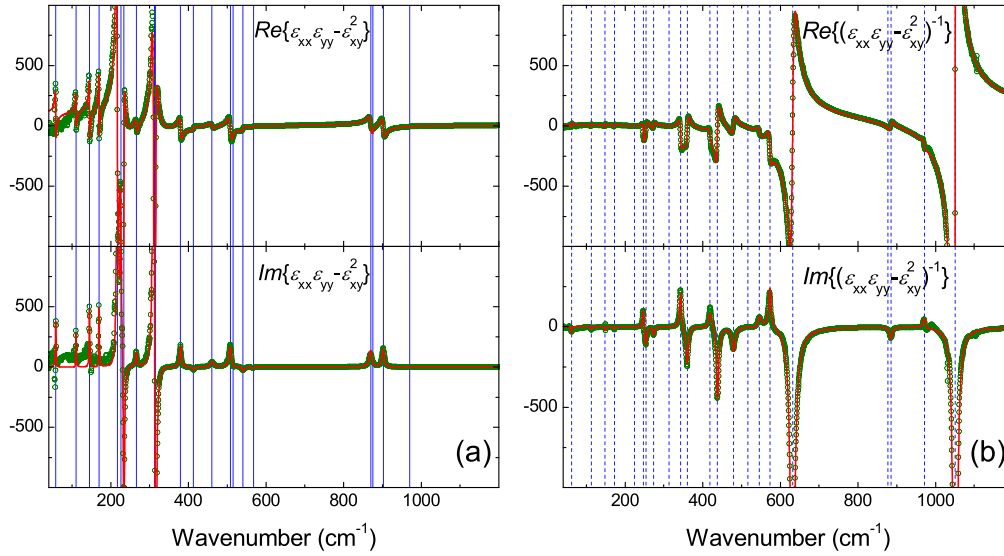 Re{εxxεyy-ε²xy}
500
0
-500
Im{εxxεyy-ε²xy}
500
0
-500
(a)
200 400 600 800 1000
Wavenumber (cm⁻¹)
Re{(εxxεyy-ε²xy)⁻¹}
500
0
-500
Im{(εxxεyy-ε²xy)⁻¹}
0
-500
(b)
200 400 600 800 1000
Wavenumber (cm⁻¹)